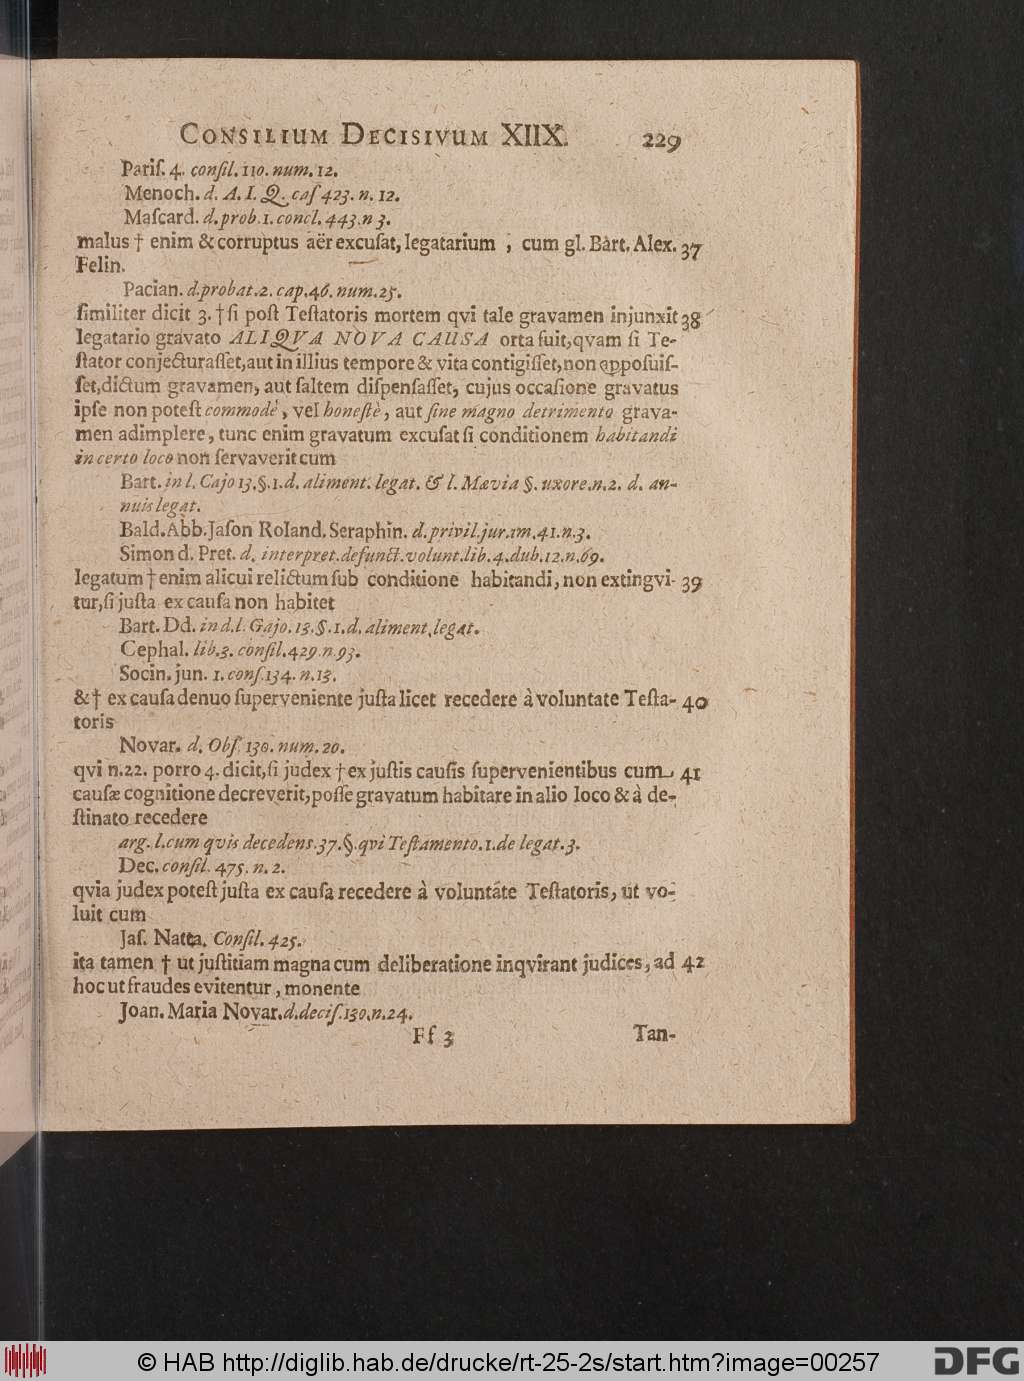 CONSILIUM DECISIVUM XIIX. 229
Pariſ. 4. conſil. 110. num. 12.
Menoch. d. A. I. Q. caſ 423. n. 12.
Maſcard. d. prob. 1. concl. 443. n 3.
malus † enim & corruptus aër excuſat, legatarium , cum gl. Bart. Alex. 37
Felin.
Pacian. d. probat. 2. cap. 46. num. 25.
ſimiliter dicit 3. † ſi poſt Teſtatoris mortem qvi tale gravamen injunxit 38
legatario gravato ALIQVA NOVA CAUSA orta fuit, qvam ſi Te-
ſtator conjecturaſſet, aut in illius tempore & vita contigiſſet, non appoſuiſ-
ſet, dictum gravamen, aut ſaltem diſpenſaſſet, cujus occaſione gravatus
ipſe non poteſt commodè, vel honeſtè, aut ſine magno detrimento grava-
men adimplere, tunc enim gravatum excuſat ſi conditionem habitandi
in certo loco non ſervaverit cum
Bart. in l. Cajo 13. §. 1. d. aliment. legat. & l. Mævia §. uxore. n. 2. d. an-
nuis legat.
Bald. Abb. Jaſon Roland. Seraphin. d. privil. juram. 41. n. 3.
Simon d. Pret. d. interpret. defunct. volunt. lib. 4. dub. 12. n. 69.
legatum † enim alicui relictum ſub conditione habitandi, non extingvi- 39
tur, ſi juſta ex cauſa non habitet
Bart. Dd. in d. l. Gajo. 13. §. 1. d. aliment. legat.
Cephal. lib. 3. conſil. 429. n. 93.
Socin. jun. 1. conſ. 134. n. 13.
& † ex cauſa denuo ſuperveniente juſta licet recedere à voluntate Teſta- 40
toris
Novar. d. Obſ. 130. num. 20.
qvi n. 22. porro 4. dicit, ſi judex † ex juſtis cauſis ſupervenientibus cum 41
cauſæ cognitione decreverit, poſſe gravatum habitare in alio loco & à de-
ſtinato recedere
arg. l. cum qvis decedens. 37. §. qvi Teſtamento. 1. de legat. 3.
Dec. conſil. 475. n. 2.
qvia judex poteſt juſta ex cauſa recedere à voluntate Teſtatoris, ut vo-
luit cum
Jaſ. Natta. Conſil. 425.
ita tamen † ut juſtitiam magna cum deliberatione inqvirant judices, ad 42
hoc ut fraudes evitentur, monente
Joan. Maria Novar. d. deciſ. 130. n. 24.
Ff 3 Tan-
© HAB http://diglib.hab.de/drucke/rt-25-2s/start.htm?image=00257 DFG